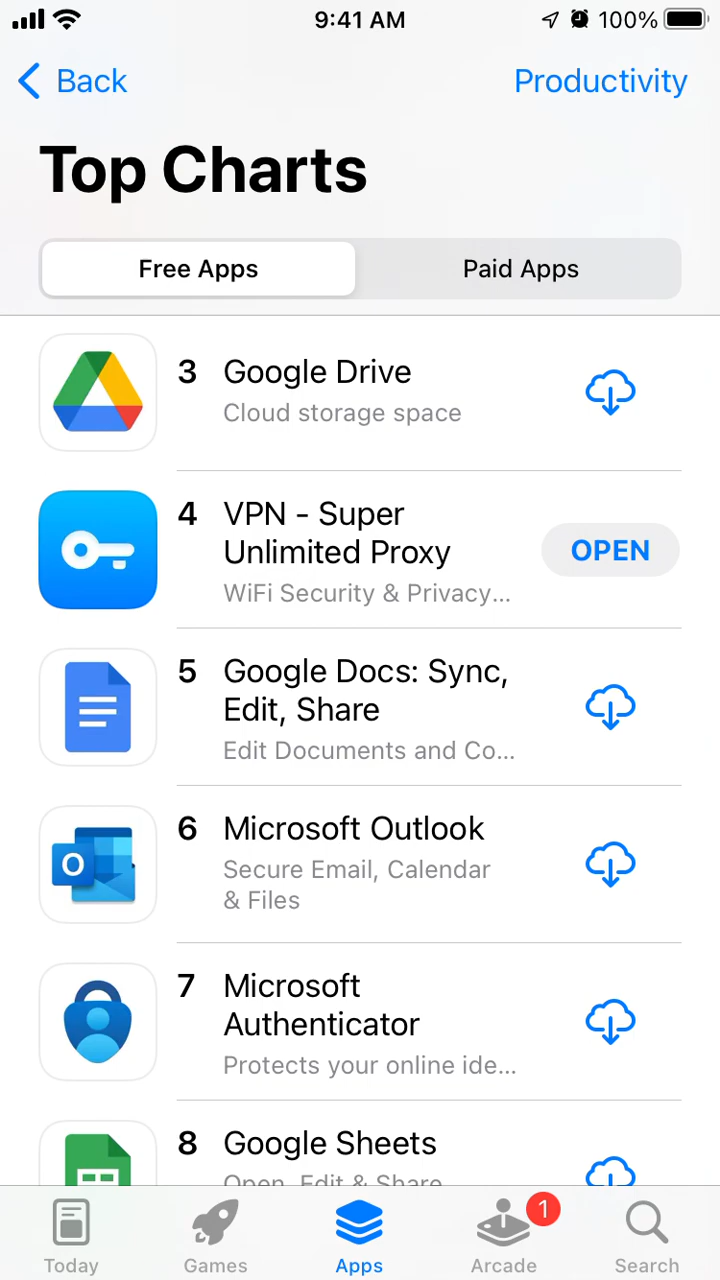 9:41 AM
100%
Back
Productivity
Top Charts
Free Apps
Paid Apps
3
Google Drive
Cloud storage space
4
VPN - Super
Unlimited Proxy
WiFi Security & Privacy...
OPEN
5
Google Docs: Sync,
Edit, Share
Edit Documents and Co...
6
Microsoft Outlook
Secure Email, Calendar
& Files
O
7
Microsoft
Authenticator
Protects your online ide...
8
Google Sheets
Open, Edit & Share
Today
Games
Apps
Arcade
1
Search